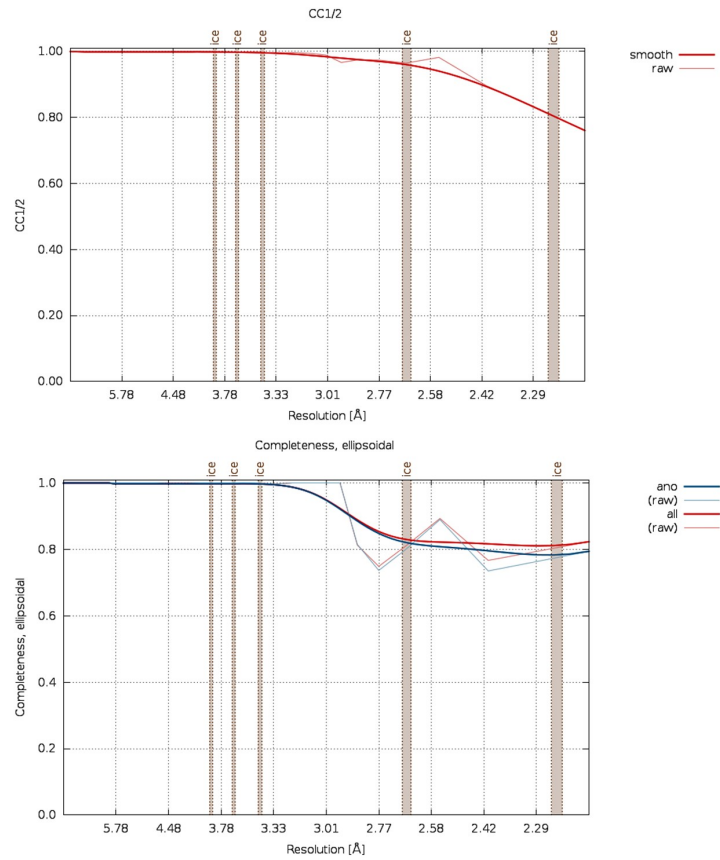 CC1/2
ice ice ice ice ice
1.00
0.80
0.60
0.40
0.20
0.00
CC1/2
5.78 4.48 3.78 3.33 3.01 2.77 2.58 2.42 2.29
Resolution [Å]
smooth
raw
Completeness, ellipsoidal
ice ice ice ice ice
1.0
0.8
0.6
0.4
0.2
0.0
Completeness, ellipsoidal
5.78 4.48 3.78 3.33 3.01 2.77 2.58 2.42 2.29
Resolution [Å]
ano
(raw)
all
(raw)